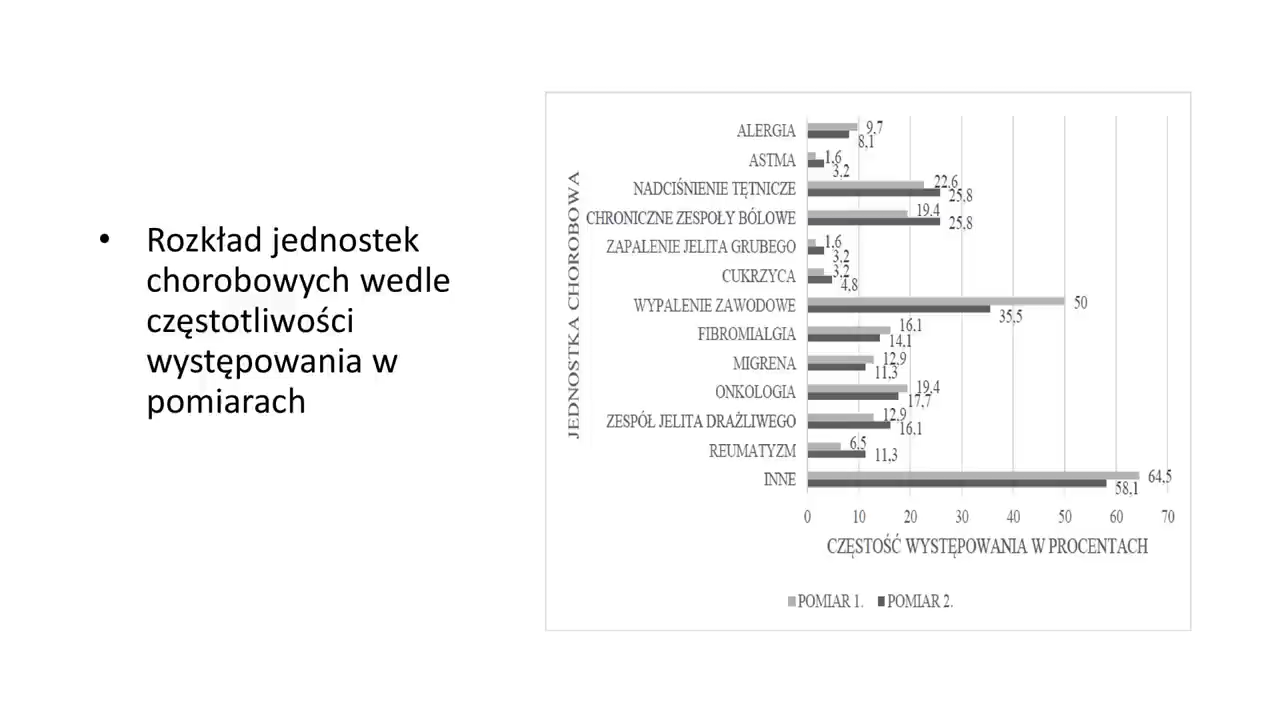 • Rozkład jednostek
chorobowych wedle
częstotliwości
występowania w
pomiarach
JEDNOSTKA CHOROBOWA
ALERGIA 9,7 8,1
ASTMA 1,6 3,2
NADCIŚNIENIE TĘTNICZE 22,6 25,8
CHRONICZNE ZESPOŁY BÓLOWE 19,4 25,8
ZAPALENIE JELITA GRUBEGO 1,6 3,2
CUKRZYCA 3,2 4,8
WYPALENIE ZAWODOWE 50 35,5
FIBROMIALGIA 16,1 14,1
MIGRENA 12,9 11,3
ONKOLOGIA 19,4 17,7
ZESPÓŁ JELITA DRAŻLIWEGO 12,9 16,1
REUMATYZM 6,5 11,3
INNE 64,5 58,1
0 10 20 30 40 50 60 70
CZĘSTOŚĆ WYSTĘPOWANIA W PROCENTACH
POMIAR 1. POMIAR 2.